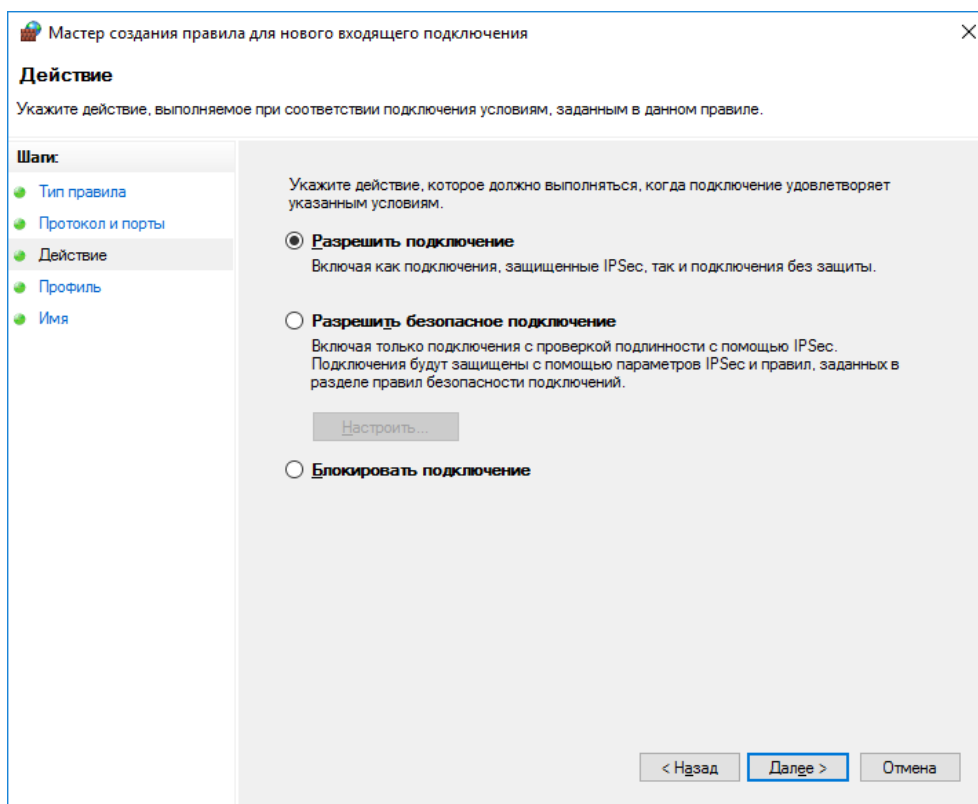 Мастер создания правила для нового входящего подключения
Действие
Укажите действие, выполняемое при соответствии подключения условиям, заданным в данном правиле.
Шаги:
Тип правила
Протокол и порты
Действие
Профиль
Имя
Укажите действие, которое должно выполняться, когда подключение удовлетворяет
указанным условиям.
Разрешить подключение
Включая как подключения, защищенные IPSec, так и подключения без защиты.
Разрешить безопасное подключение
Включая только подключения с проверкой подлинности с помощью IPSec.
Подключения будут защищены с помощью параметров IPSec и правил, заданных в
разделе правил безопасности подключений.
Настроить...
Блокировать подключение
< Назад
Далее >
Отмена